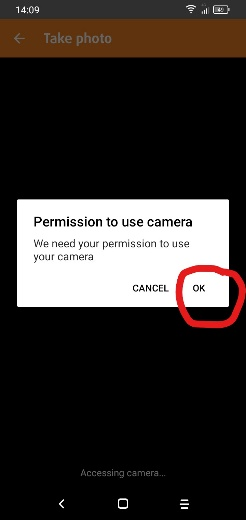 14:09
Take photo
Permission to use camera
We need your permission to use
your camera
CANCEL OK
Accessing camera...